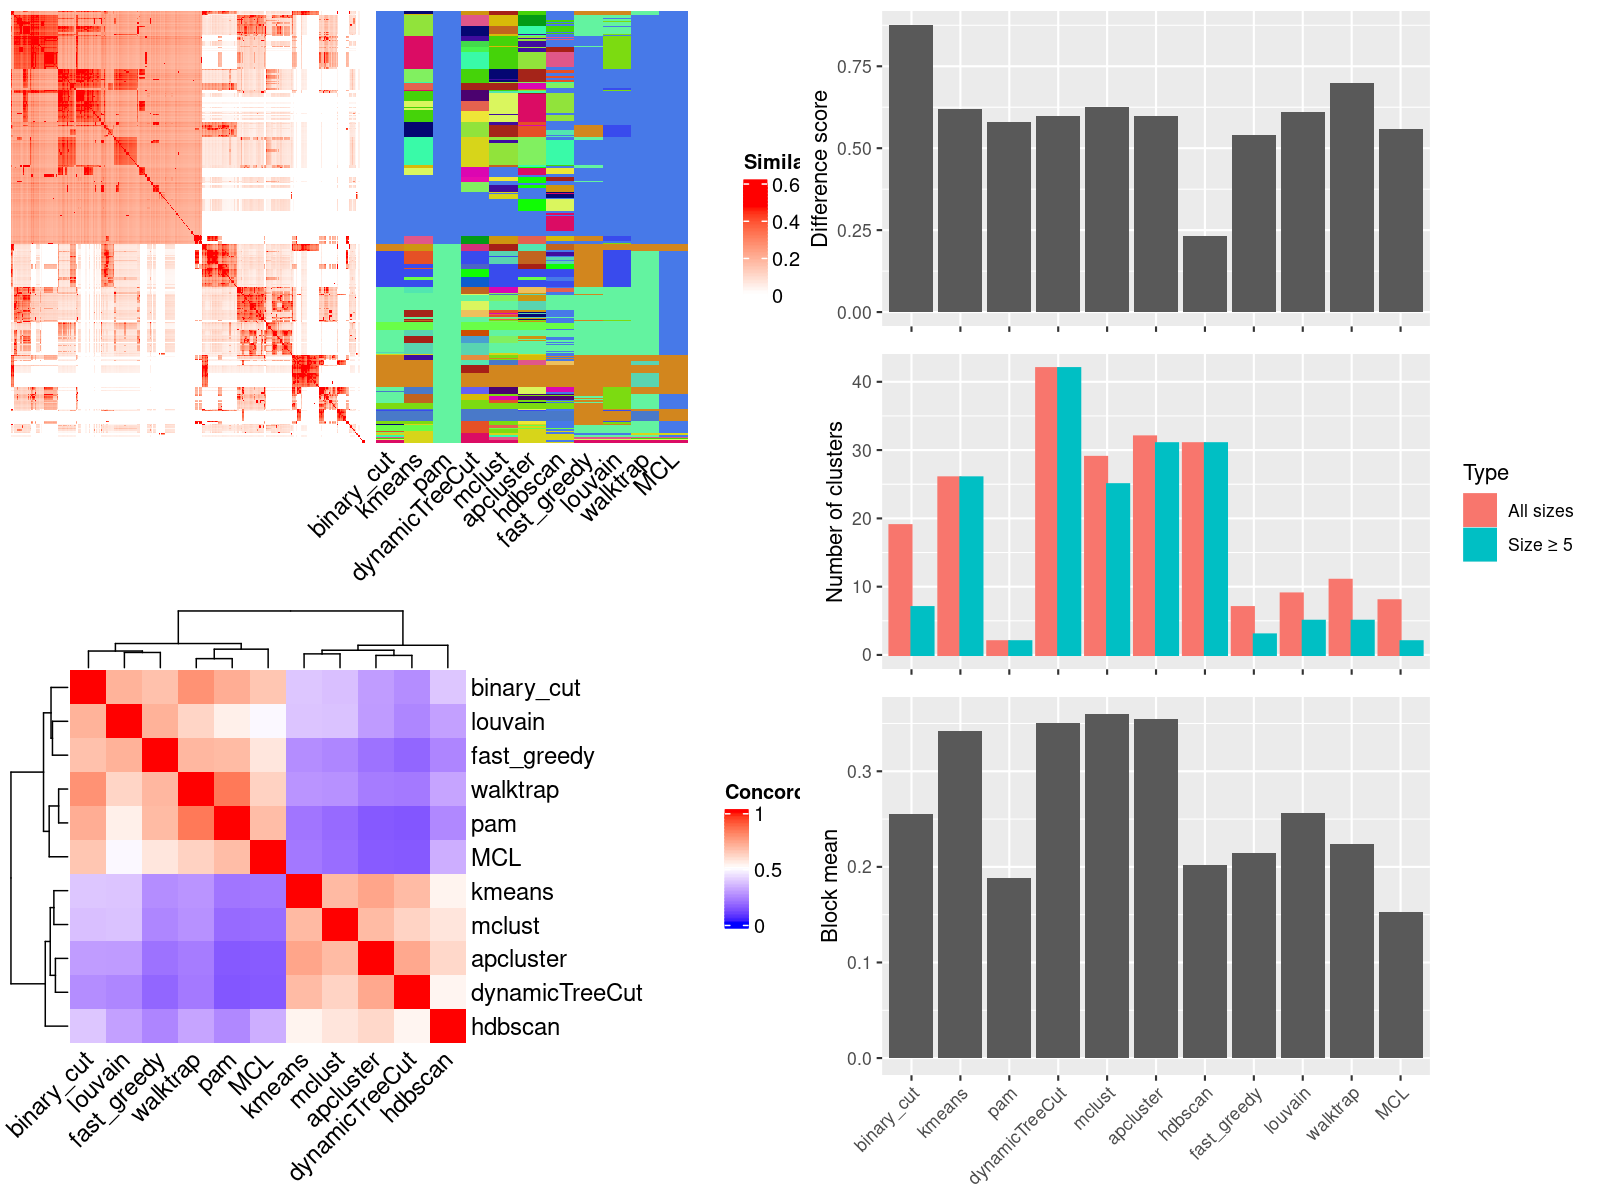 Simila
0.6
0.4
0.2
0
binary_cut
kmeans
pam
dynamicTreeCut
mclust
apcluster
hdbscan
fast_greedy
louvain
walktrap
MCL
Difference score
0.75
0.50
0.25
0.00
Number of clusters
40
30
20
10
0
Type
All sizes
Size ≥ 5
binary_cut
louvain
fast_greedy
walktrap
pam
MCL
kmeans
mclust
apcluster
dynamicTreeCut
hdbscan
binary_cut
louvain
fast_greedy
walktrap
pam
MCL
kmeans
mclust
apcluster
dynamicTreeCut
hdbscan
Concord
1
0.5
0
Block mean
0.3
0.2
0.1
0.0
binary_cut
kmeans
pam
dynamicTreeCut
mclust
apcluster
hdbscan
fast_greedy
louvain
walktrap
MCL